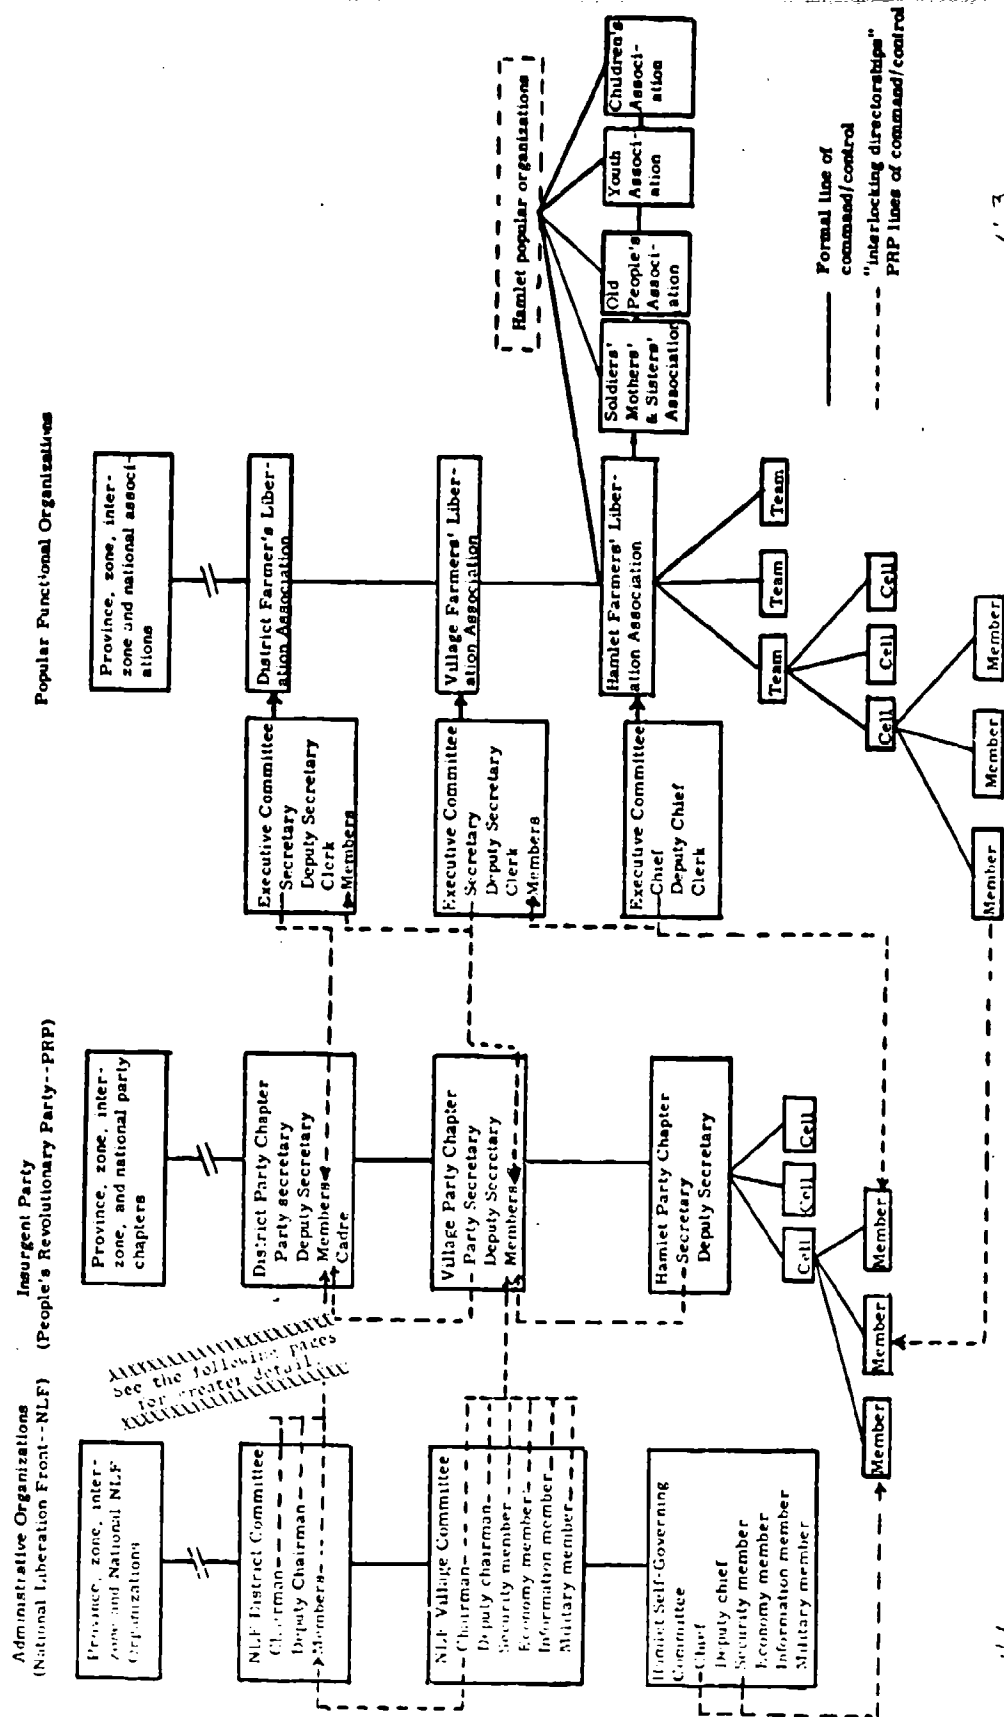 Administrative Organizations
(National Liberation Front--NLF)
Province, zone, inter-
zone and National NLF
Organizations
NLF District Committee
Chairman
Deputy Chairman
Members
NLF Village Committee
Chairman
Deputy chairman
Security member
Economy member
Information member
Military member
Hamlet Self-Governing
Committee
Chief
Deputy chief
Security member
Economy member
Information member
Military member
See the following pages
for greater detail.
Insurgent Party
(People's Revolutionary Party--PRP)
Province, zone, inter-
zone, and national party
chapters
District Party Chapter
Party secretary
Deputy Secretary
Members
Cadre
Village Party Chapter
Party Secretary
Deputy Secretary
Members
Hamlet Party Chapter
Secretary
Deputy Secretary
Cell
Cell
Cell
Member
Member
Member
Popular Functional Organizations
Province, zone, inter-
zone and national associ-
ations
Executive Committee
Secretary
Deputy Secretary
Clerk
Members
District Farmer's Liber-
ation Association
Executive Committee
Secretary
Deputy Secretary
Clerk
Members
Village Farmers' Liber-
ation Association
Executive Committee
Chief
Deputy Chief
Clerk
Hamlet Farmers' Liber-
ation Association
Team
Team
Team
Cell
Cell
Cell
Member
Member
Member
Hamlet popular organizations
Soldiers'
Mothers'
& Sisters'
Association
Old
People's
Associ-
ation
Youth
Associ-
ation
Children's
Associ-
ation
Formal line of
command/control
"interlocking directorships"
PRP lines of command/control